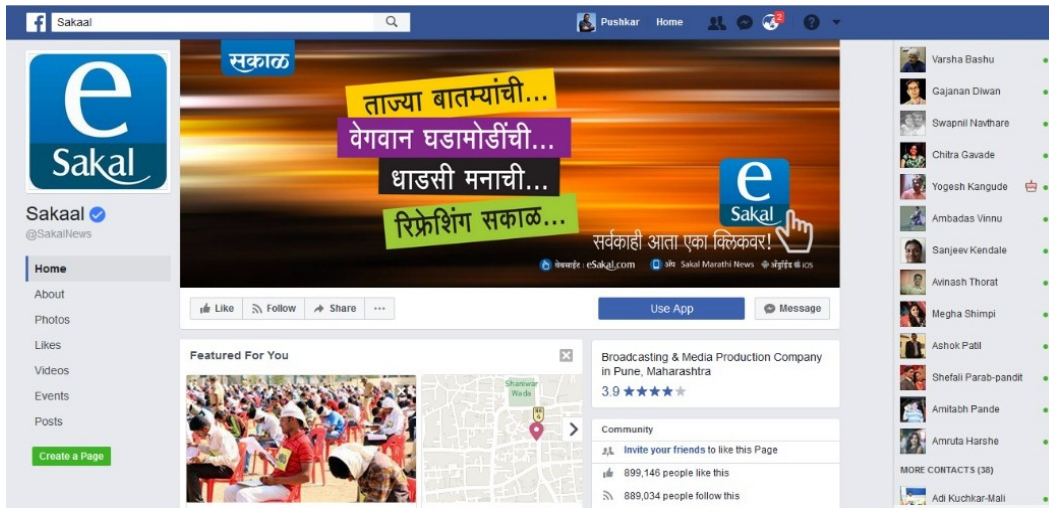 Sakaal
Pushkar Home 2
e
Sakal
Sakaal
@SakalNews
Home
About
Photos
Likes
Videos
Events
Posts
Create a Page
सकाळ
ताज्या बातम्यांची...
वेगवान घडामोडींची...
धाडसी मनाची...
रिफ्रेशिंग सकाळ...
e
Sakal
सर्वकाही आता एका क्लिकवर!
वेबसाईट : eSakal.com ॲप Sakal Marathi News अँड्रॉईड iOS
Like Follow Share ...
Use App Message
Featured For You
Shaniwar
Wada
Broadcasting & Media Production Company
in Pune, Maharashtra
3.9
Community
Invite your friends to like this Page
899,146 people like this
889,034 people follow this
Varsha Bashu
Gajanan Diwan
Swapnil Navthare
Chitra Gavade
Yogesh Kangude
Ambadas Vinnu
Sanjeev Kendale
Avinash Thorat
Megha Shimpi
Ashok Patil
Shefali Parab-pandit
Amitabh Pande
Amruta Harshe
MORE CONTACTS (38)
Adi Kuchkar-Mali